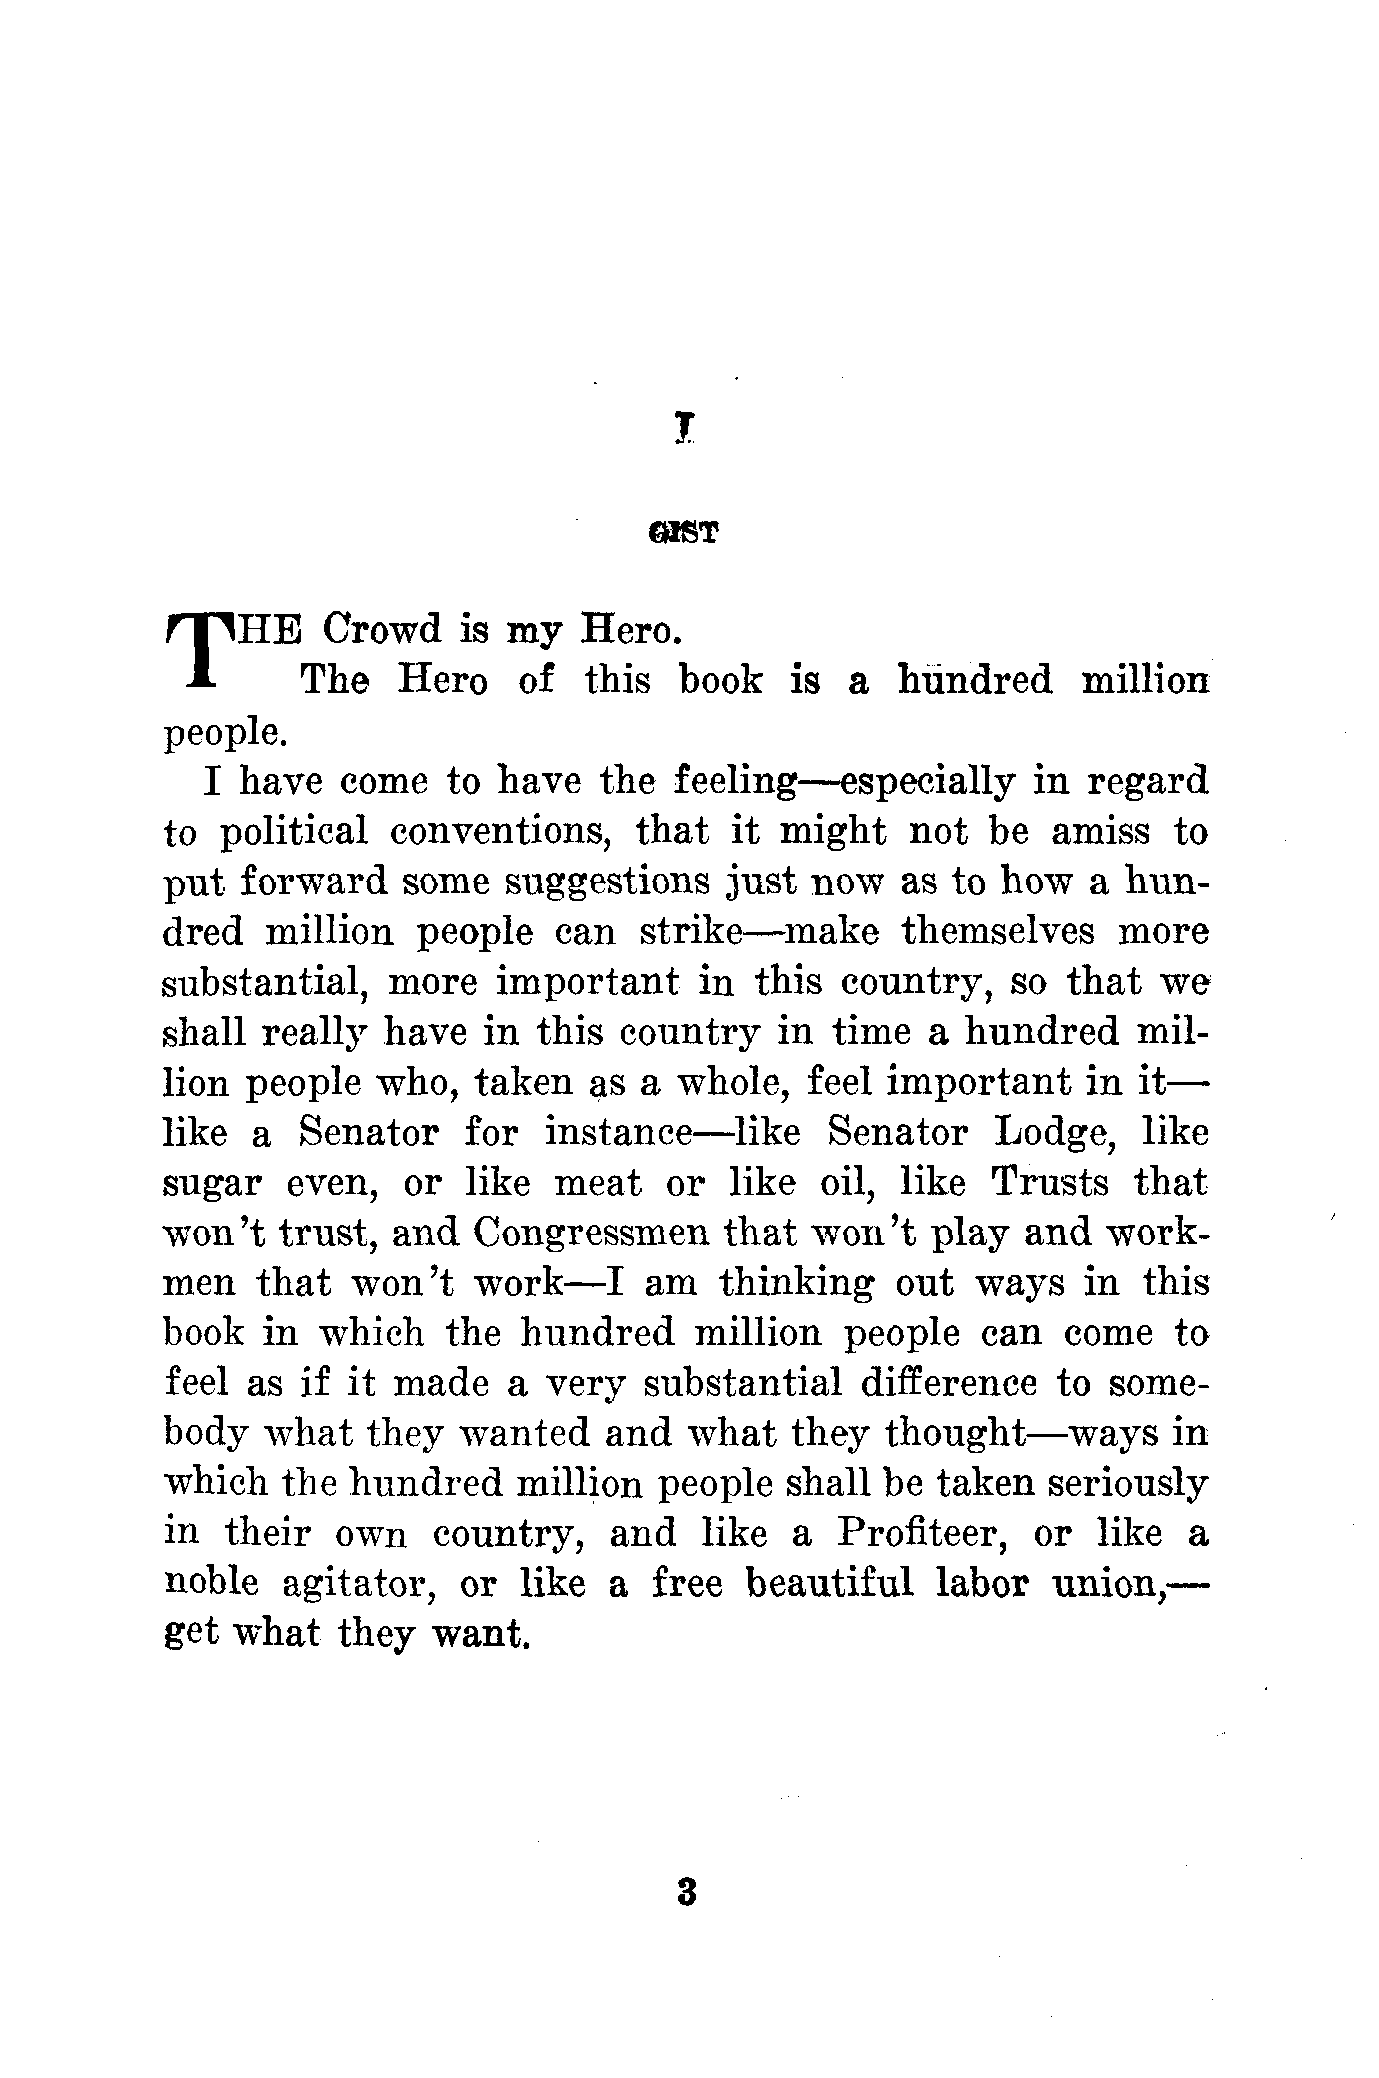 I
GIST
THE Crowd is my Hero.
The Hero of this book is a hundred million
people.
I have come to have the feeling—especially in regard
to political conventions, that it might not be amiss to
put forward some suggestions just now as to how a hun-
dred million people can strike—make themselves more
substantial, more important in this country, so that we
shall really have in this country in time a hundred mil-
lion people who, taken as a whole, feel important in it—
like a Senator for instance—like Senator Lodge, like
sugar even, or like meat or like oil, like Trusts that
won't trust, and Congressmen that won't play and work-
men that won't work—I am thinking out ways in this
book in which the hundred million people can come to
feel as if it made a very substantial difference to some-
body what they wanted and what they thought—ways in
which the hundred million people shall be taken seriously
in their own country, and like a Profiteer, or like a
noble agitator, or like a free beautiful labor union,—
get what they want.
3